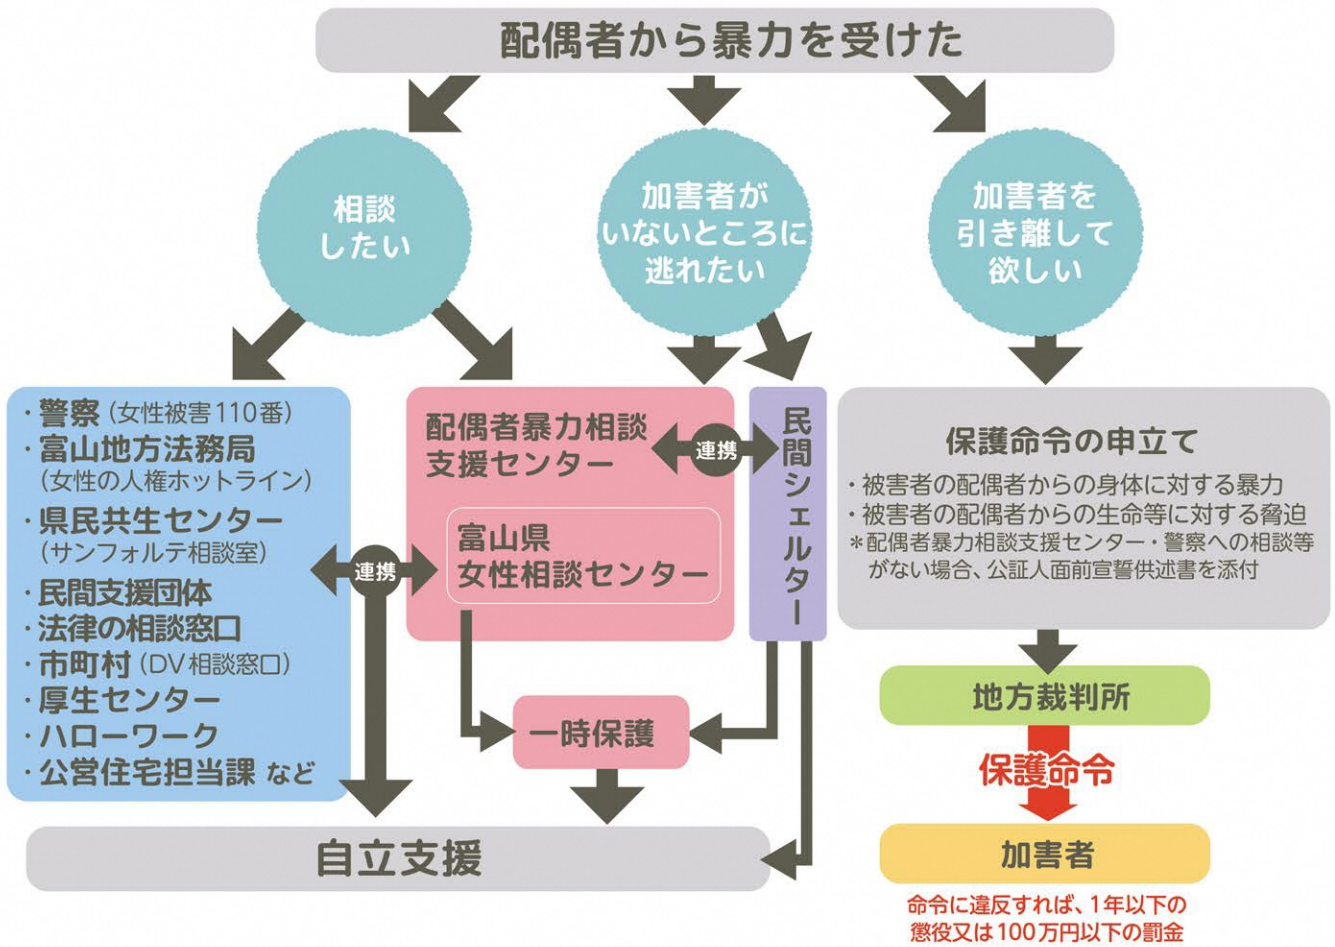 配偶者から暴力を受けた
相談
したい
加害者が
いないところに
逃れたい
加害者を
引き離して
欲しい
・警察（女性被害110番）
・富山地方法務局
（女性の人権ホットライン）
・県民共生センター
（サンフォルテ相談室）
・民間支援団体
・法律の相談窓口
・市町村（DV相談窓口）
・厚生センター
・ハローワーク
・公営住宅担当課 など
連携
配偶者暴力相談
支援センター
富山県
女性相談センター
連携
民間シェルター
一時保護
自立支援
保護命令の申立て
・被害者の配偶者からの身体に対する暴力
・被害者の配偶者からの生命等に対する脅迫
＊配偶者暴力相談支援センター・警察への相談等
がない場合、公証人面前宣誓供述書を添付
地方裁判所
保護命令
加害者
命令に違反すれば、1年以下の
懲役又は100万円以下の罰金